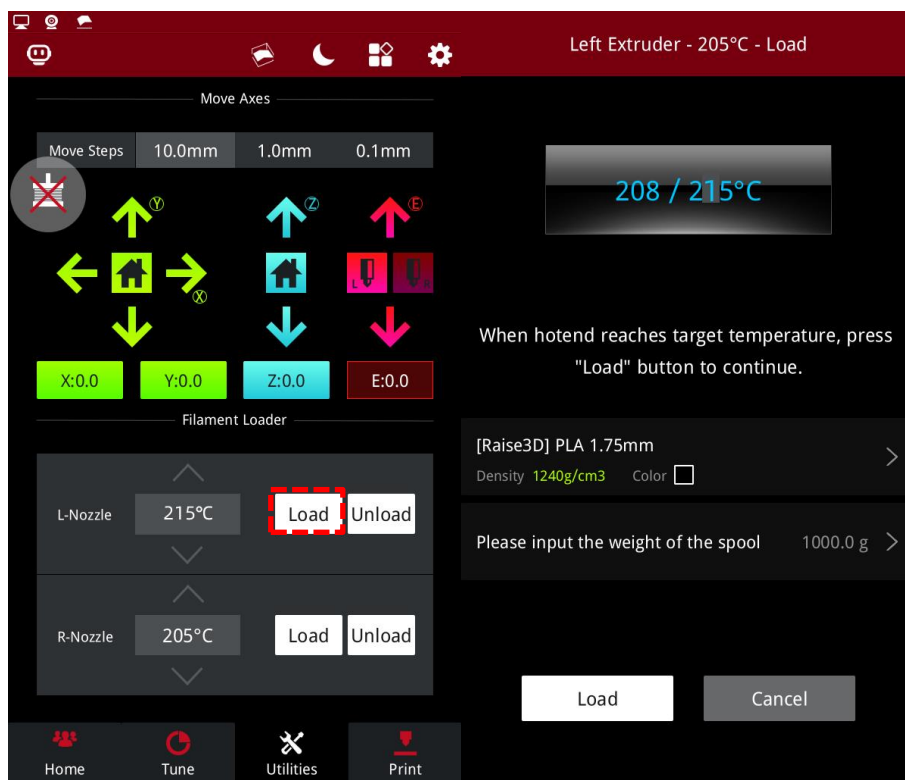 Move Axes
Move Steps 10.0mm 1.0mm 0.1mm
Y
Z
E
X
L
R
X:0.0 Y:0.0 Z:0.0 E:0.0
Filament Loader
L-Nozzle 215℃ Load Unload
R-Nozzle 205°C Load Unload
Home Tune Utilities Print
Left Extruder - 205°C - Load
208 / 215°C
When hotend reaches target temperature, press
"Load" button to continue.
[Raise3D] PLA 1.75mm
Density 1240g/cm3 Color
Please input the weight of the spool 1000.0 g
Load Cancel